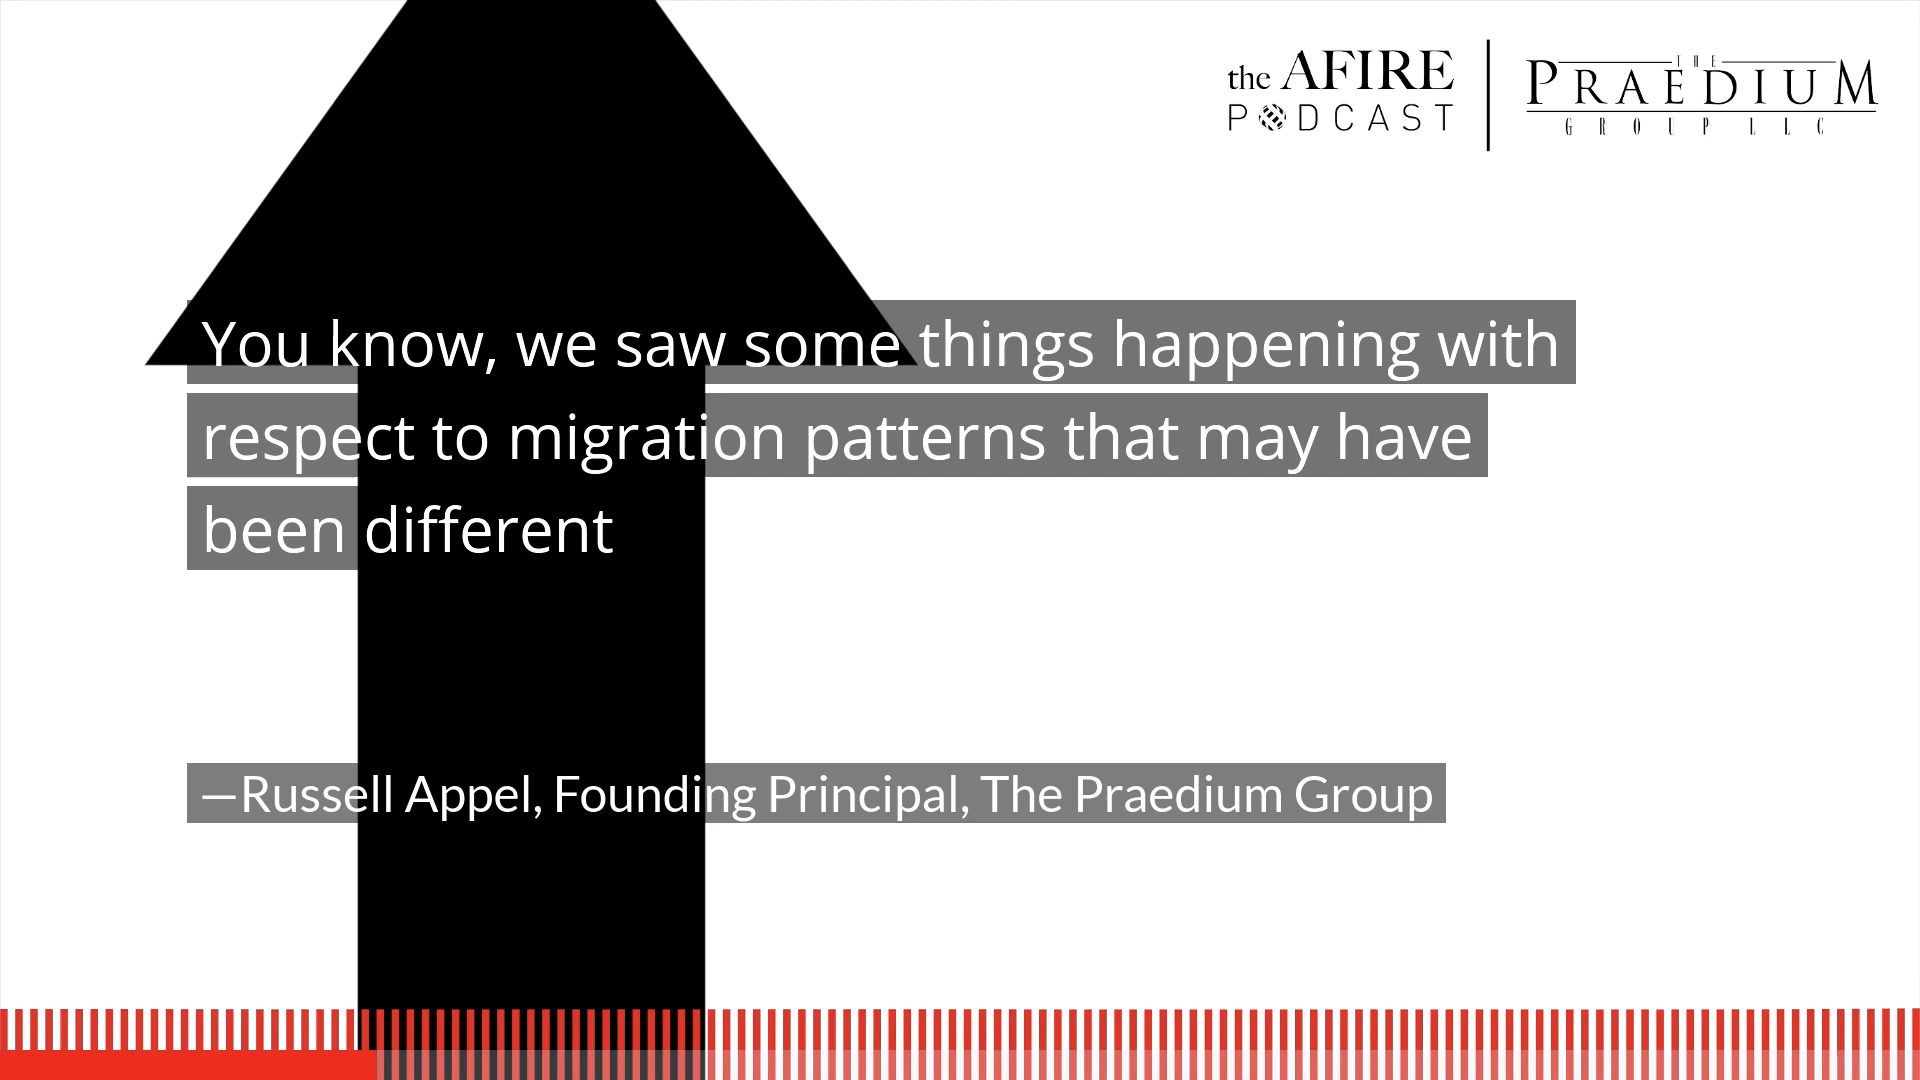 the AFIRE
PODCAST
THE
PRAEDIUM
GROUP LLC
You know, we saw some things happening with
respect to migration patterns that may have
been different
—Russell Appel, Founding Principal, The Praedium Group